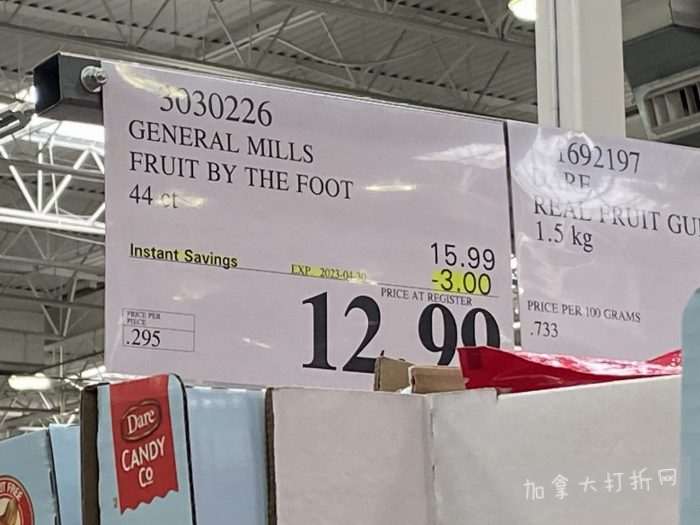 3030226
GENERAL MILLS
FRUIT BY THE FOOT
44 ct
15.99
Instant Savings EXP. 2023-04-30 -3.00
PRICE AT REGISTER
12.99
PRICE PER
PIECE
.295
1692197
DARE
REAL FRUIT GU
1.5 kg
PRICE PER 100 GRAMS
.733
Dare
CANDY
CO
加拿大打折网